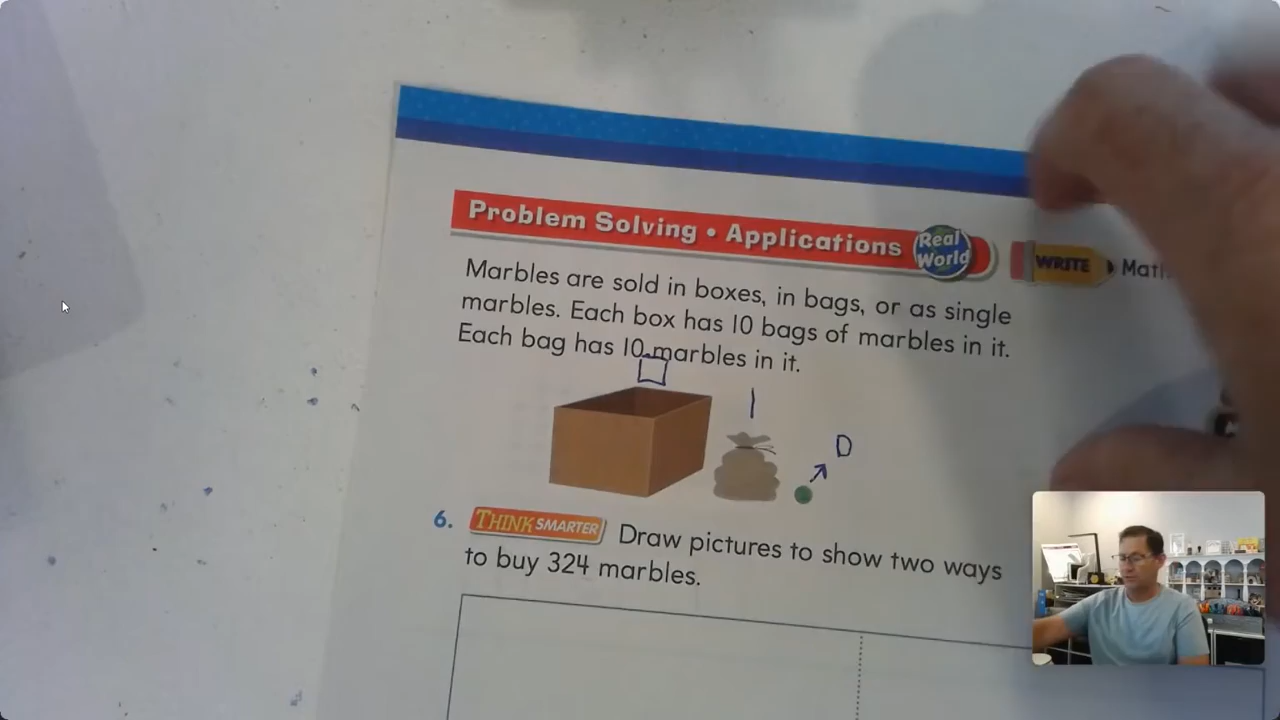 Problem Solving • Applications
Real World
WRITE
Marbles are sold in boxes, in bags, or as single
marbles. Each box has 10 bags of marbles in it.
Each bag has 10 marbles in it.
6. THINK SMARTER Draw pictures to show two ways
to buy 324 marbles.